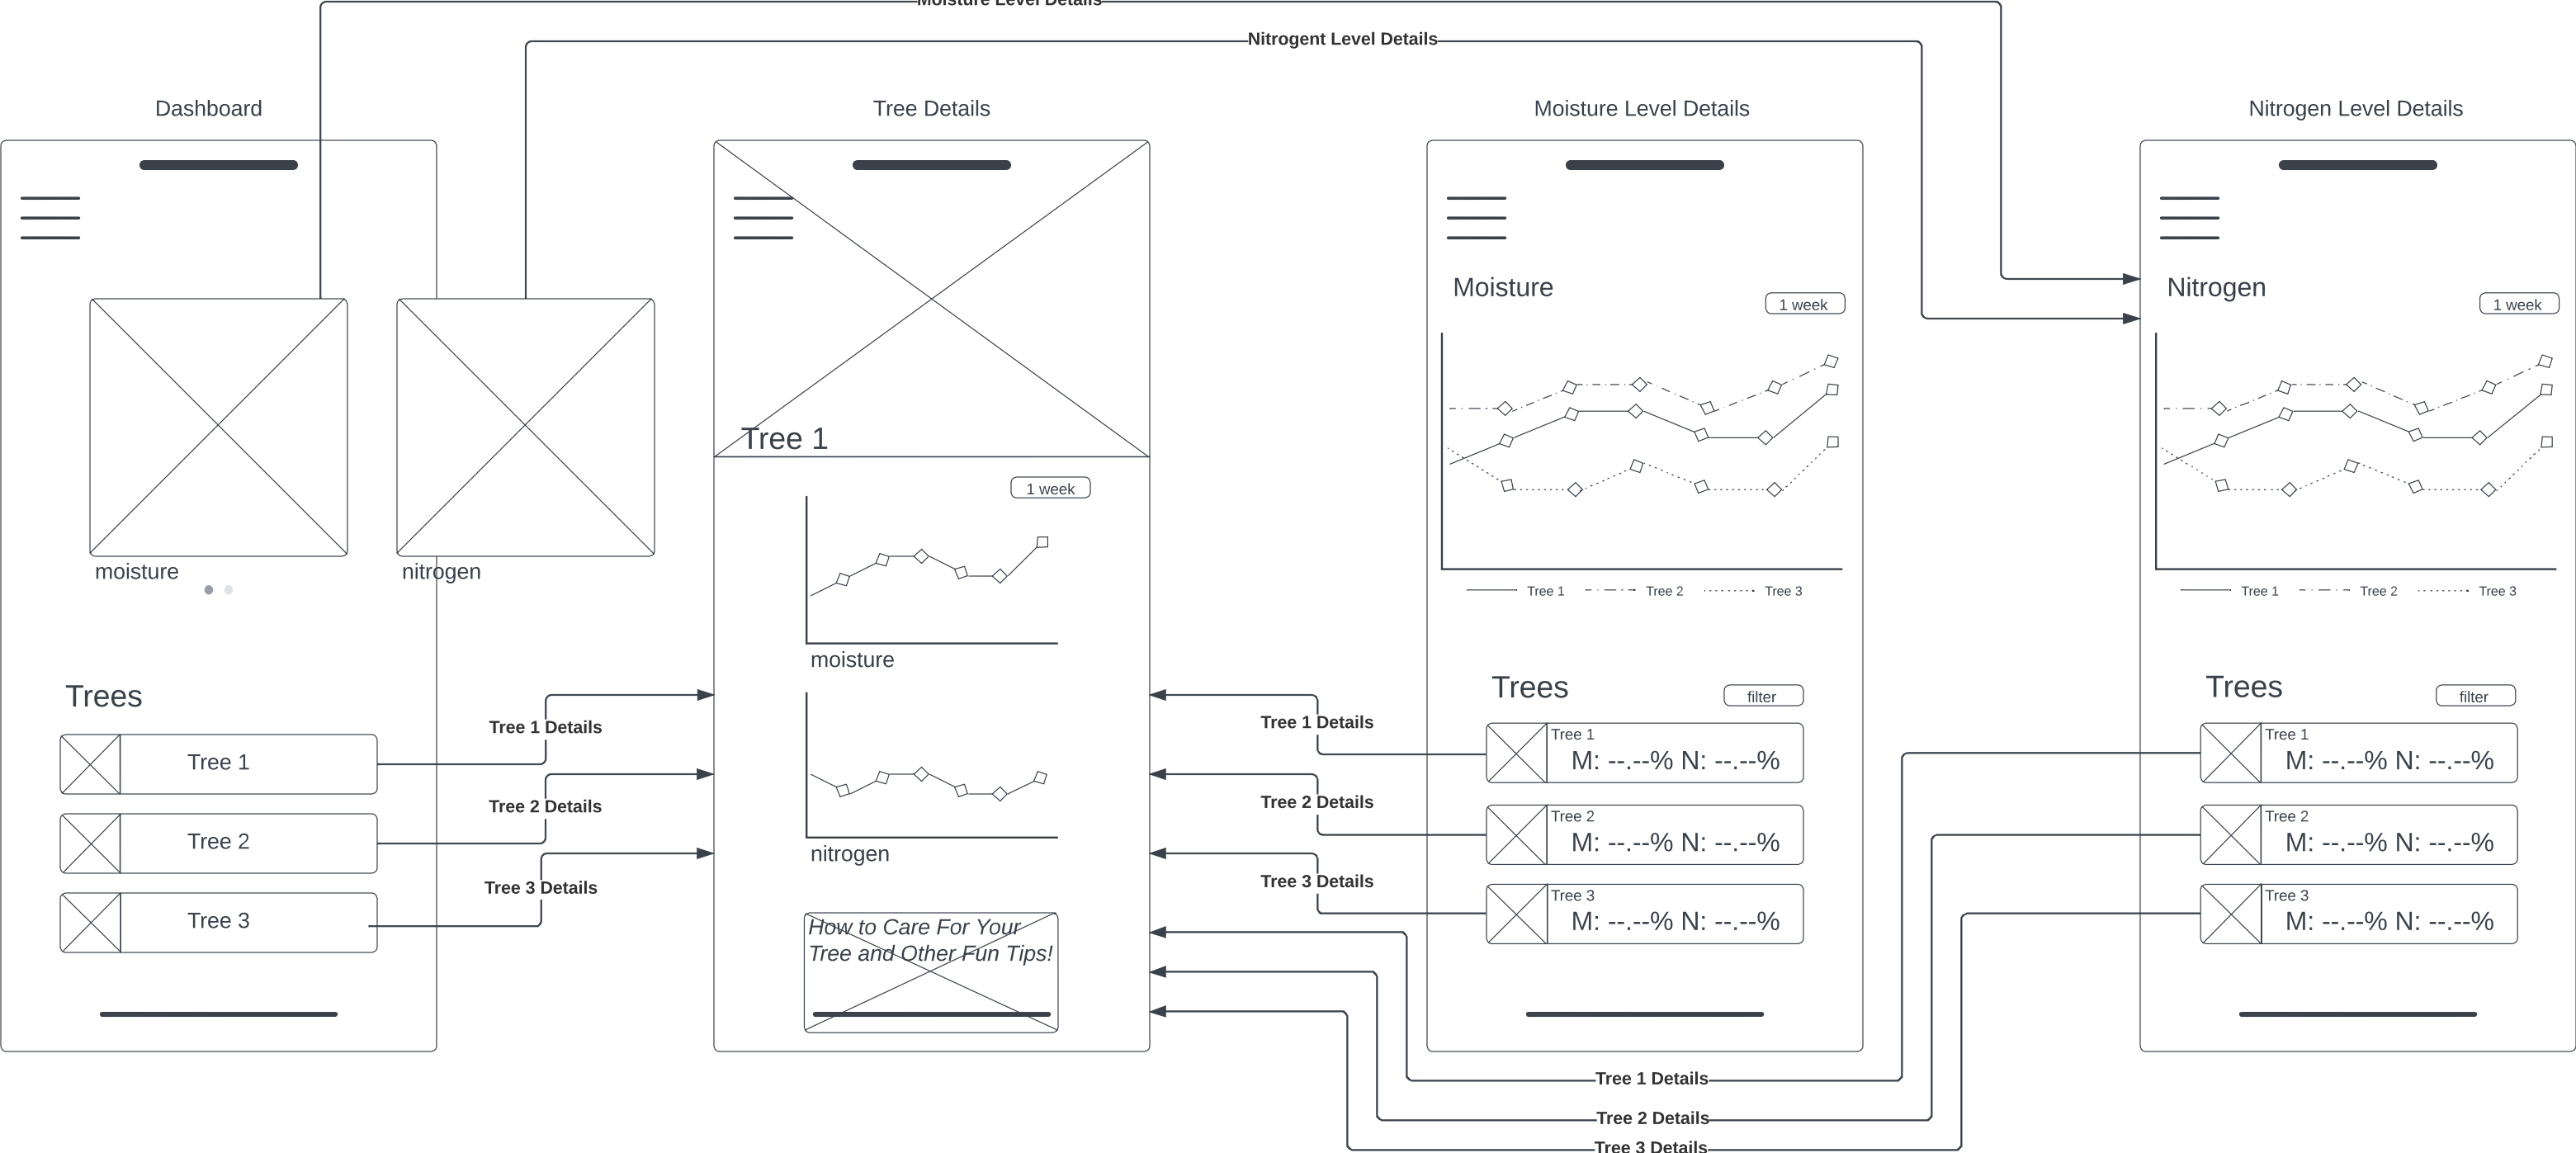 Moisture Level Details
Nitrogent Level Details
Dashboard
Tree Details
Moisture Level Details
Nitrogen Level Details
moisture
nitrogen
Trees
Tree 1
Tree 2
Tree 3
Tree 1 Details
Tree 2 Details
Tree 3 Details
Tree 1
1 week
moisture
nitrogen
How to Care For Your
Tree and Other Fun Tips!
Tree 1 Details
Tree 2 Details
Tree 3 Details
Moisture
1 week
Tree 1
Tree 2
Tree 3
Trees
filter
Tree 1
M: --.--% N: --.--%
Tree 2
M: --.--% N: --.--%
Tree 3
M: --.--% N: --.--%
Nitrogen
1 week
Tree 1
Tree 2
Tree 3
Trees
filter
Tree 1
M: --.--% N: --.--%
Tree 2
M: --.--% N: --.--%
Tree 3
M: --.--% N: --.--%
Tree 1 Details
Tree 2 Details
Tree 3 Details